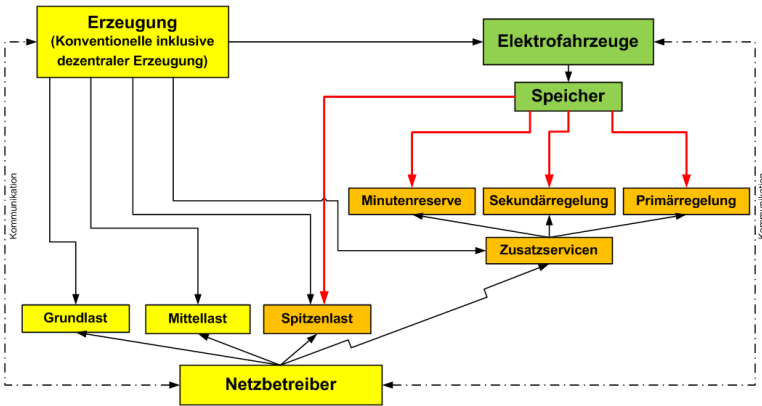 Erzeugung
(Konventionelle inklusive
dezentraler Erzeugung)
Elektrofahrzeuge
Speicher
Kommunikation
Kommunikation
Minutenreserve
Sekundärregelung
Primärregelung
Zusatzservicen
Grundlast
Mittellast
Spitzenlast
Netzbetreiber